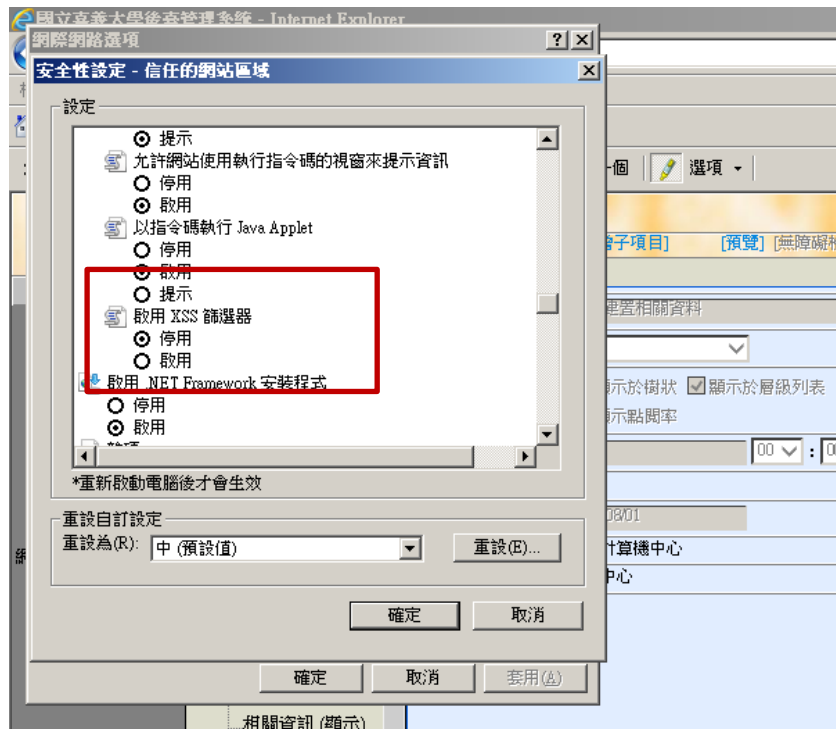 國立嘉義大學後臺管理系統 - Internet Explorer
網際網路選項
安全性設定 - 信任的網站區域
設定
提示
允許網站使用執行指令碼的視窗來提示資訊
停用
啟用
以指令碼執行 Java Applet
停用
啟用
提示
啟用 XSS 篩選器
停用
啟用
啟用 .NET Framework 安裝程式
停用
啟用
*重新啟動電腦後才會生效
重設自訂設定
重設為(R): 中 (預設值) 重設(E)...
確定 取消
確定 取消 套用(A)
個 選項
子項目] [預覽] [無障礙
建置相關資料
顯示於樹狀 顯示於層級列表
顯示點閱率
00 :
08/01
計算機中心
中心
網
相關資訊 (顯示)